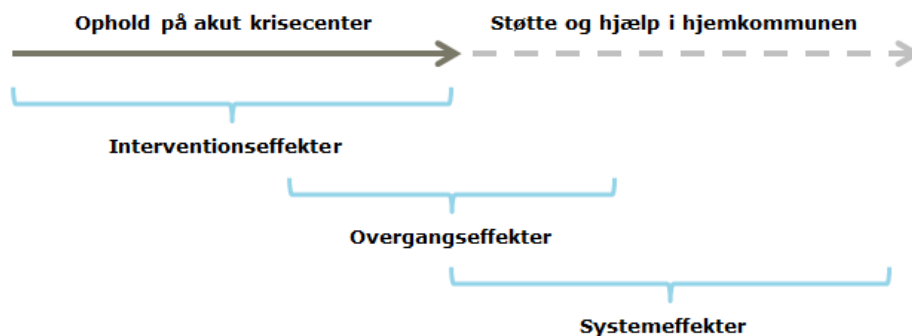 Ophold på akut krisecenter
Støtte og hjælp i hjemkommunen
Interventionseffekter
Overgangseffekter
Systemeffekter